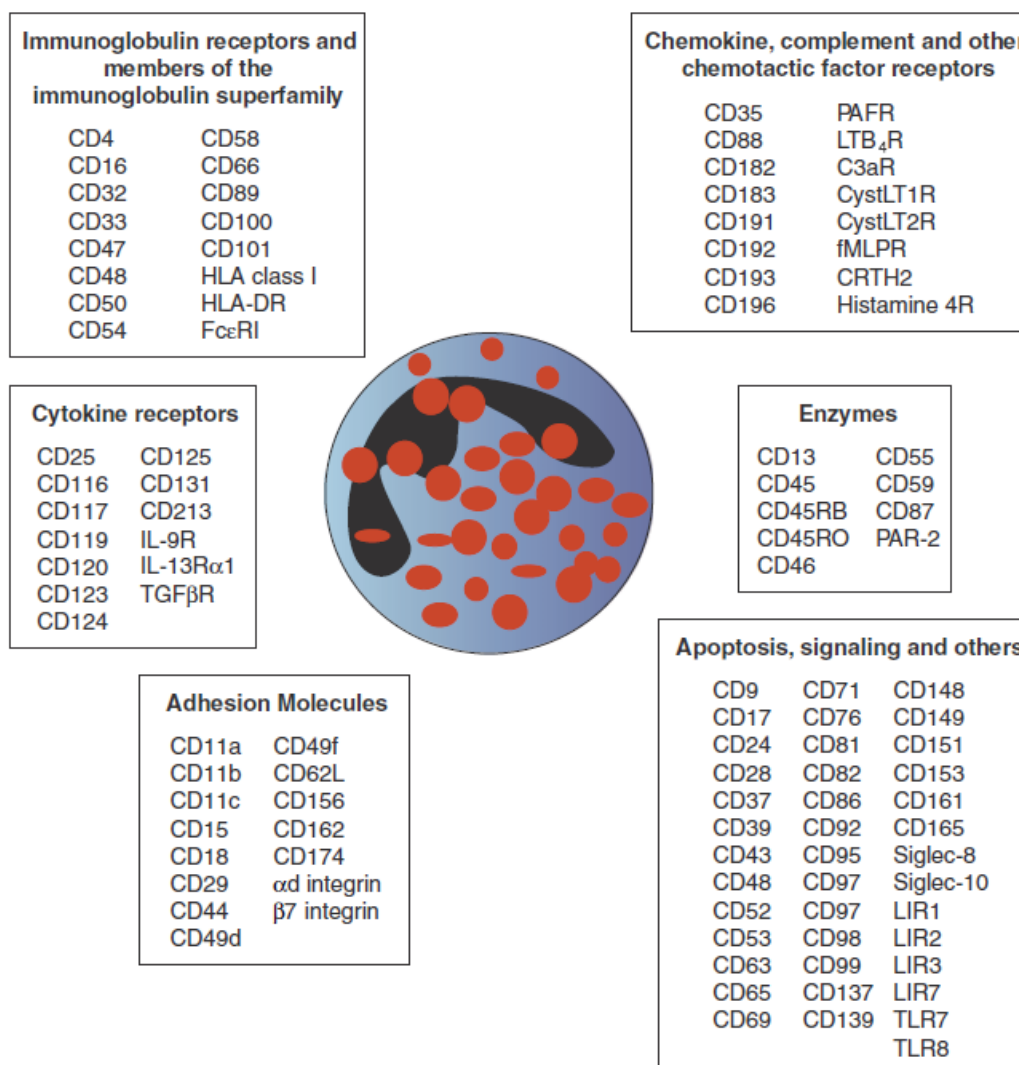 Immunoglobulin receptors and
members of the
immunoglobulin superfamily
CD4 CD58
CD16 CD66
CD32 CD89
CD33 CD100
CD47 CD101
CD48 HLA class I
CD50 HLA-DR
CD54 FcεRI
Chemokine, complement and other
chemotactic factor receptors
CD35 PAFR
CD88 LTB₄R
CD182 C3aR
CD183 CystLT1R
CD191 CystLT2R
CD192 fMLPR
CD193 CRTH2
CD196 Histamine 4R
Cytokine receptors
CD25 CD125
CD116 CD131
CD117 CD213
CD119 IL-9R
CD120 IL-13Rα1
CD123 TGFβR
CD124
Enzymes
CD13 CD55
CD45 CD59
CD45RB CD87
CD45RO PAR-2
CD46
Adhesion Molecules
CD11a CD49f
CD11b CD62L
CD11c CD156
CD15 CD162
CD18 CD174
CD29 αd integrin
CD44 β7 integrin
CD49d
Apoptosis, signaling and others
CD9 CD71 CD148
CD17 CD76 CD149
CD24 CD81 CD151
CD28 CD82 CD153
CD37 CD86 CD161
CD39 CD92 CD165
CD43 CD95 Siglec-8
CD48 CD97 Siglec-10
CD52 CD97 LIR1
CD53 CD98 LIR2
CD63 CD99 LIR3
CD65 CD137 LIR7
CD69 CD139 TLR7
TLR8